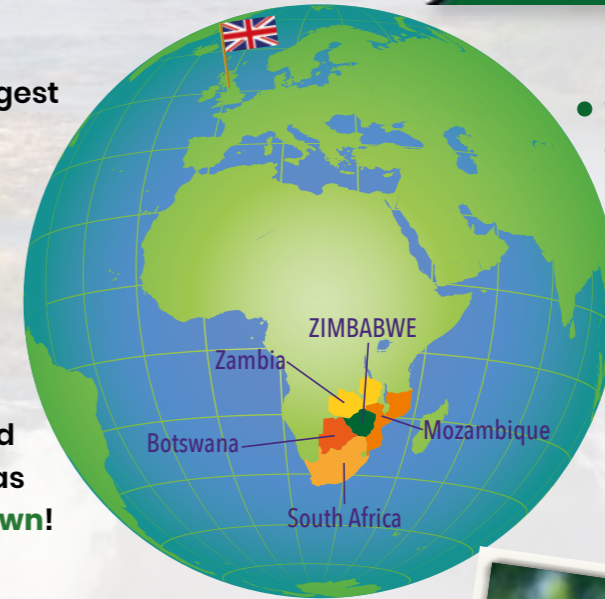 gest
ZIMBABWE
Zambia
Botswana
Mozambique
South Africa
d
as
wn!